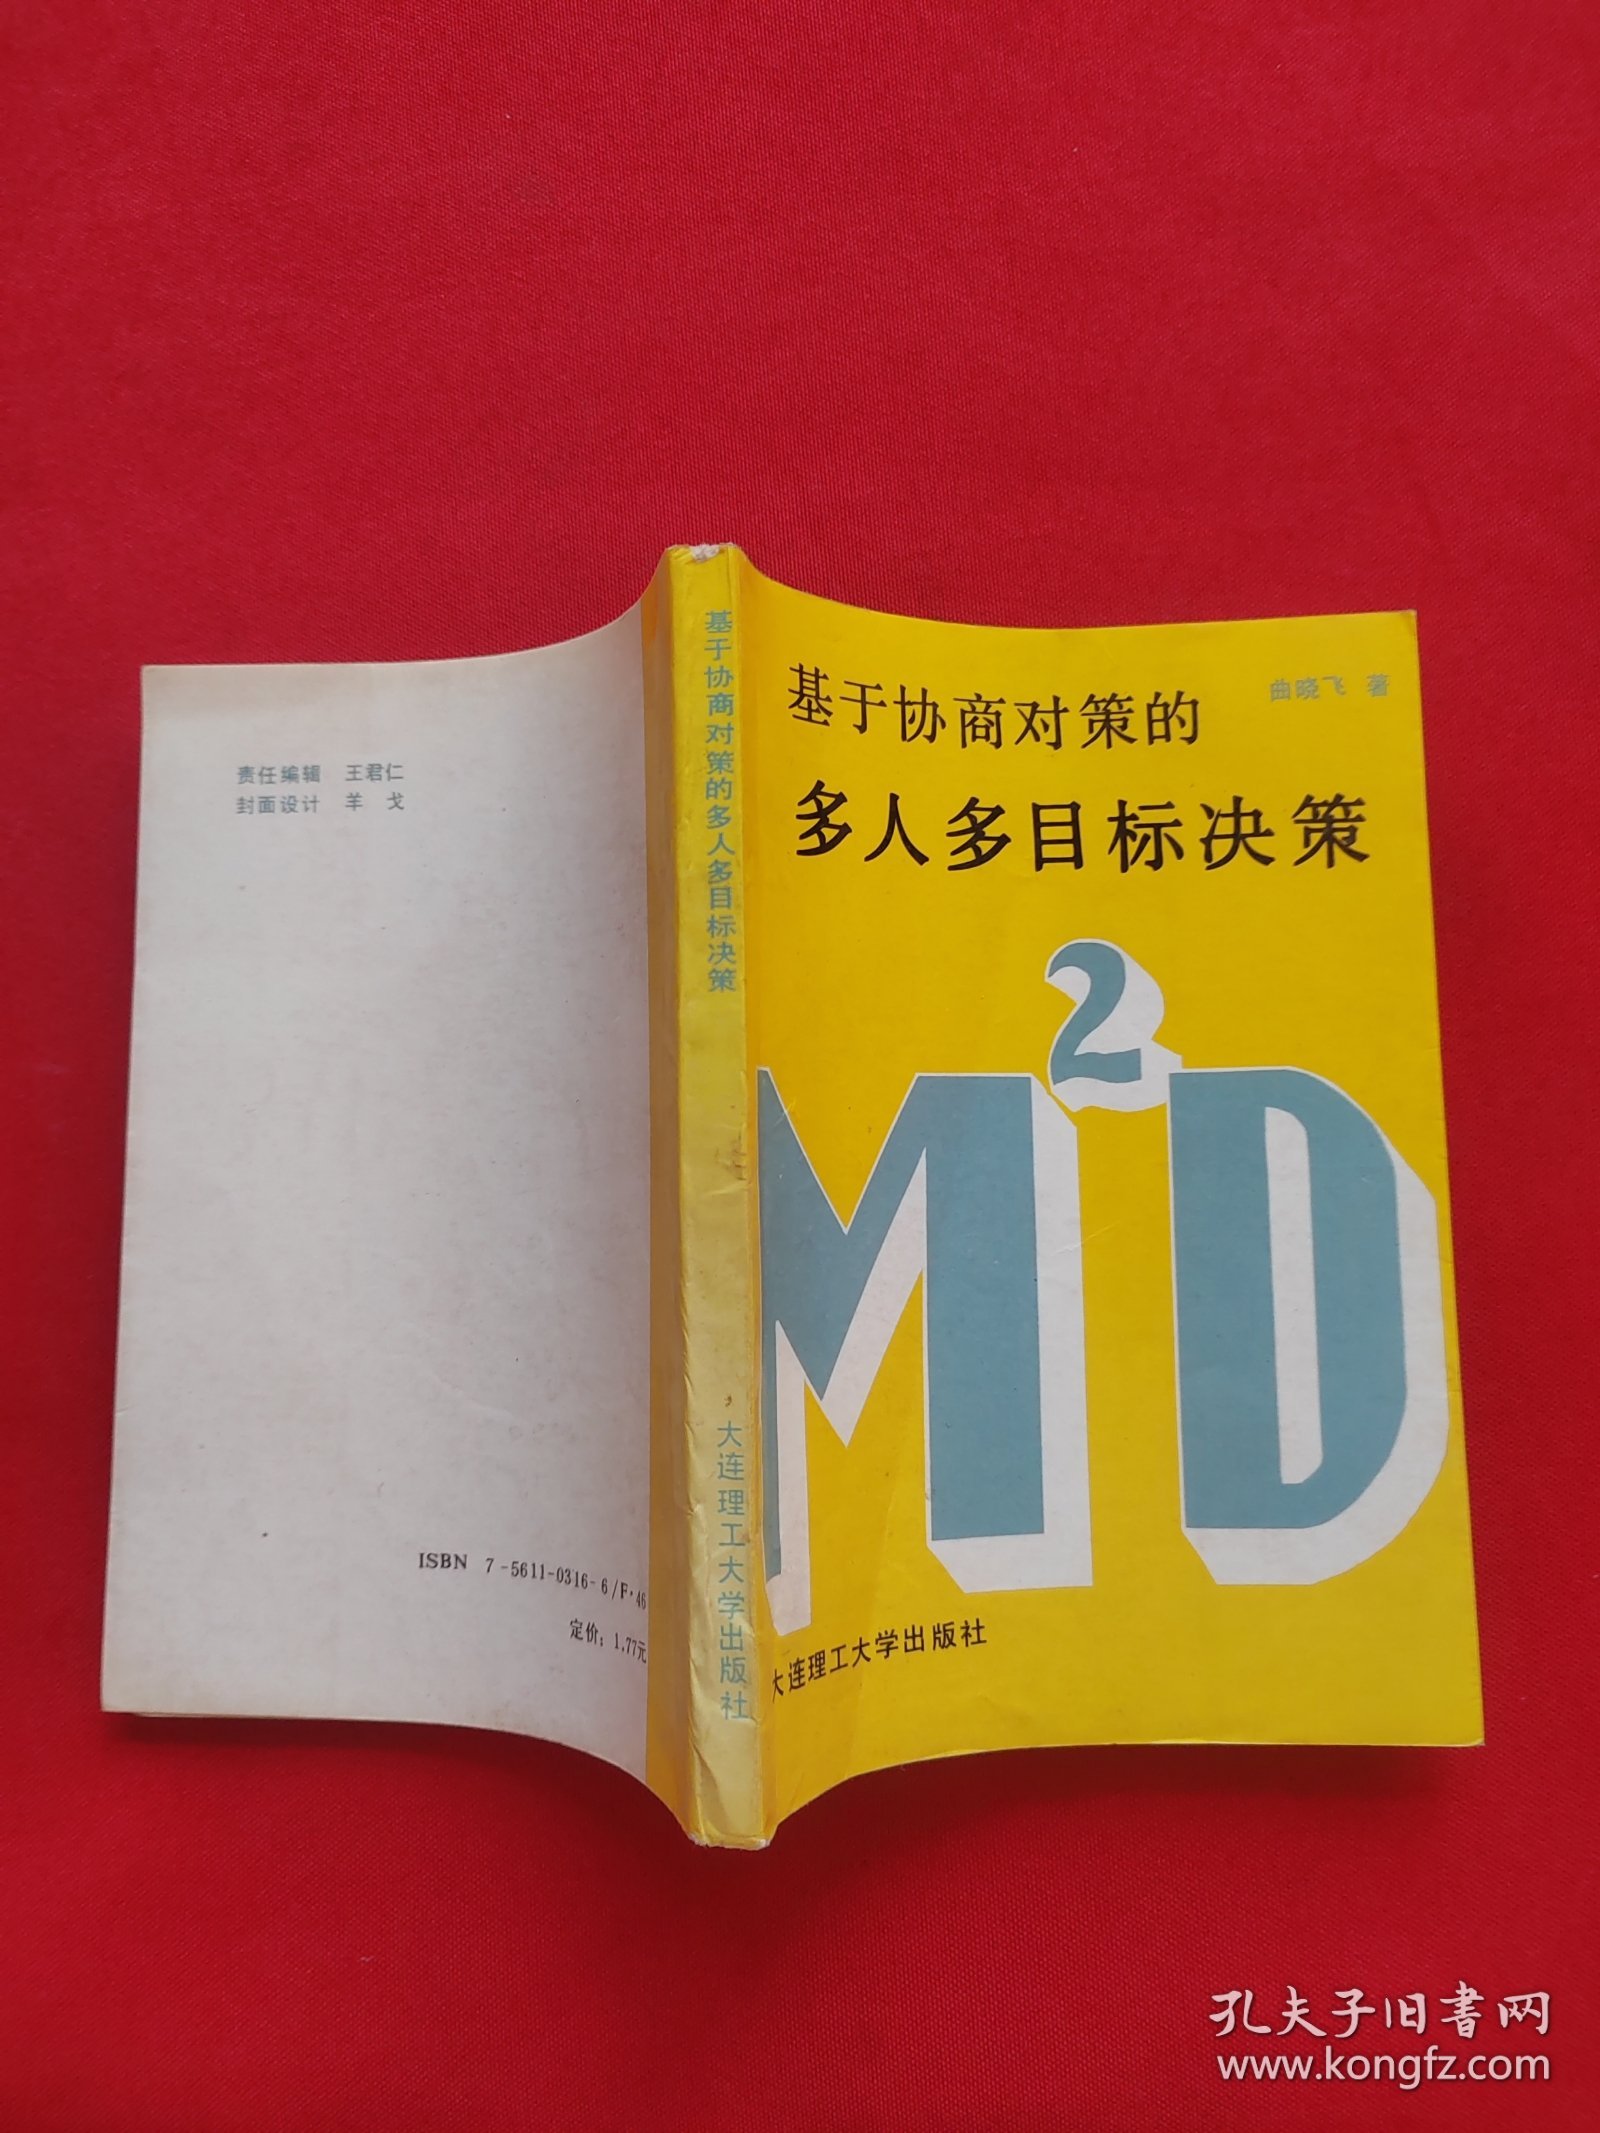 责任编辑 王君仁
封面设计 羊 戈
ISBN 7-5611-0316-6/F·46
定价：1.77元
基于协商对策的多人多目标决策
大连理工大学出版社
曲晓飞 著
基于协商对策的
多人多目标决策
M²D
大连理工大学出版社
孔夫子旧书网
www.kongfz.com